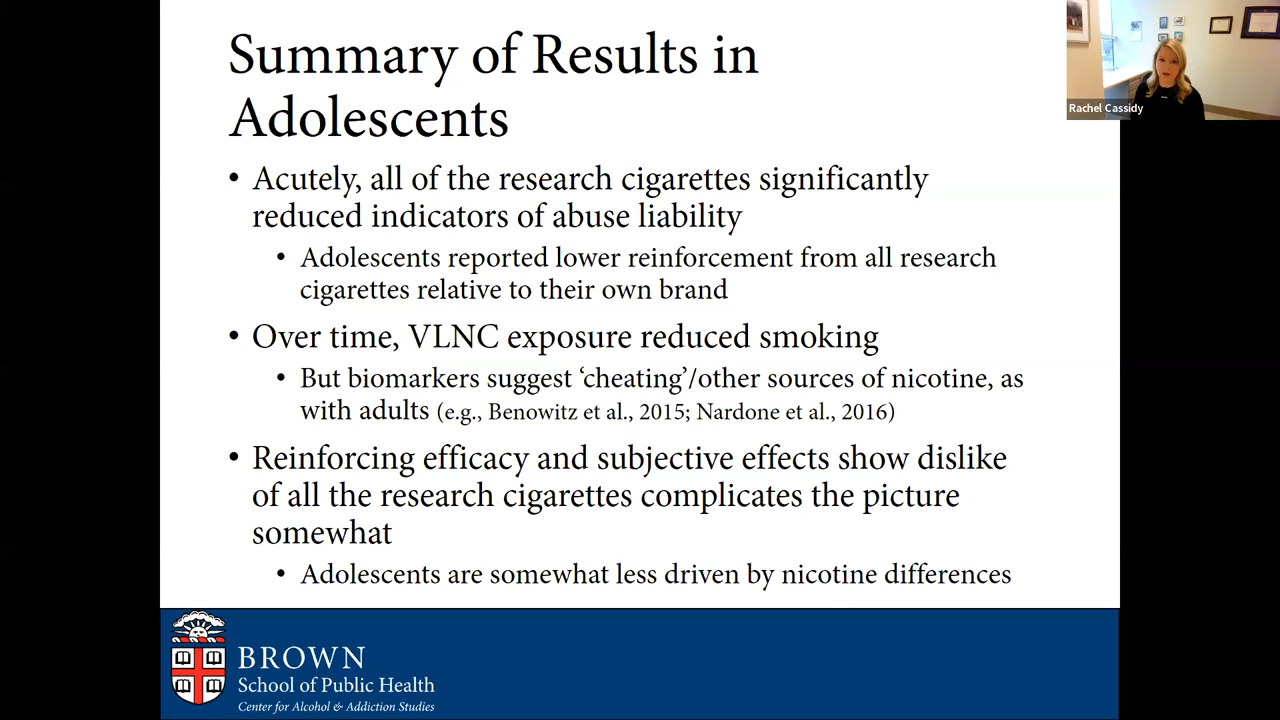 Summary of Results in
Adolescents
• Acutely, all of the research cigarettes significantly
reduced indicators of abuse liability
• Adolescents reported lower reinforcement from all research
cigarettes relative to their own brand
• Over time, VLNC exposure reduced smoking
• But biomarkers suggest ‘cheating’/other sources of nicotine, as
with adults (e.g., Benowitz et al., 2015; Nardone et al., 2016)
• Reinforcing efficacy and subjective effects show dislike
of all the research cigarettes complicates the picture
somewhat
• Adolescents are somewhat less driven by nicotine differences
BROWN
School of Public Health
Center for Alcohol & Addiction Studies
Rachel Cassidy